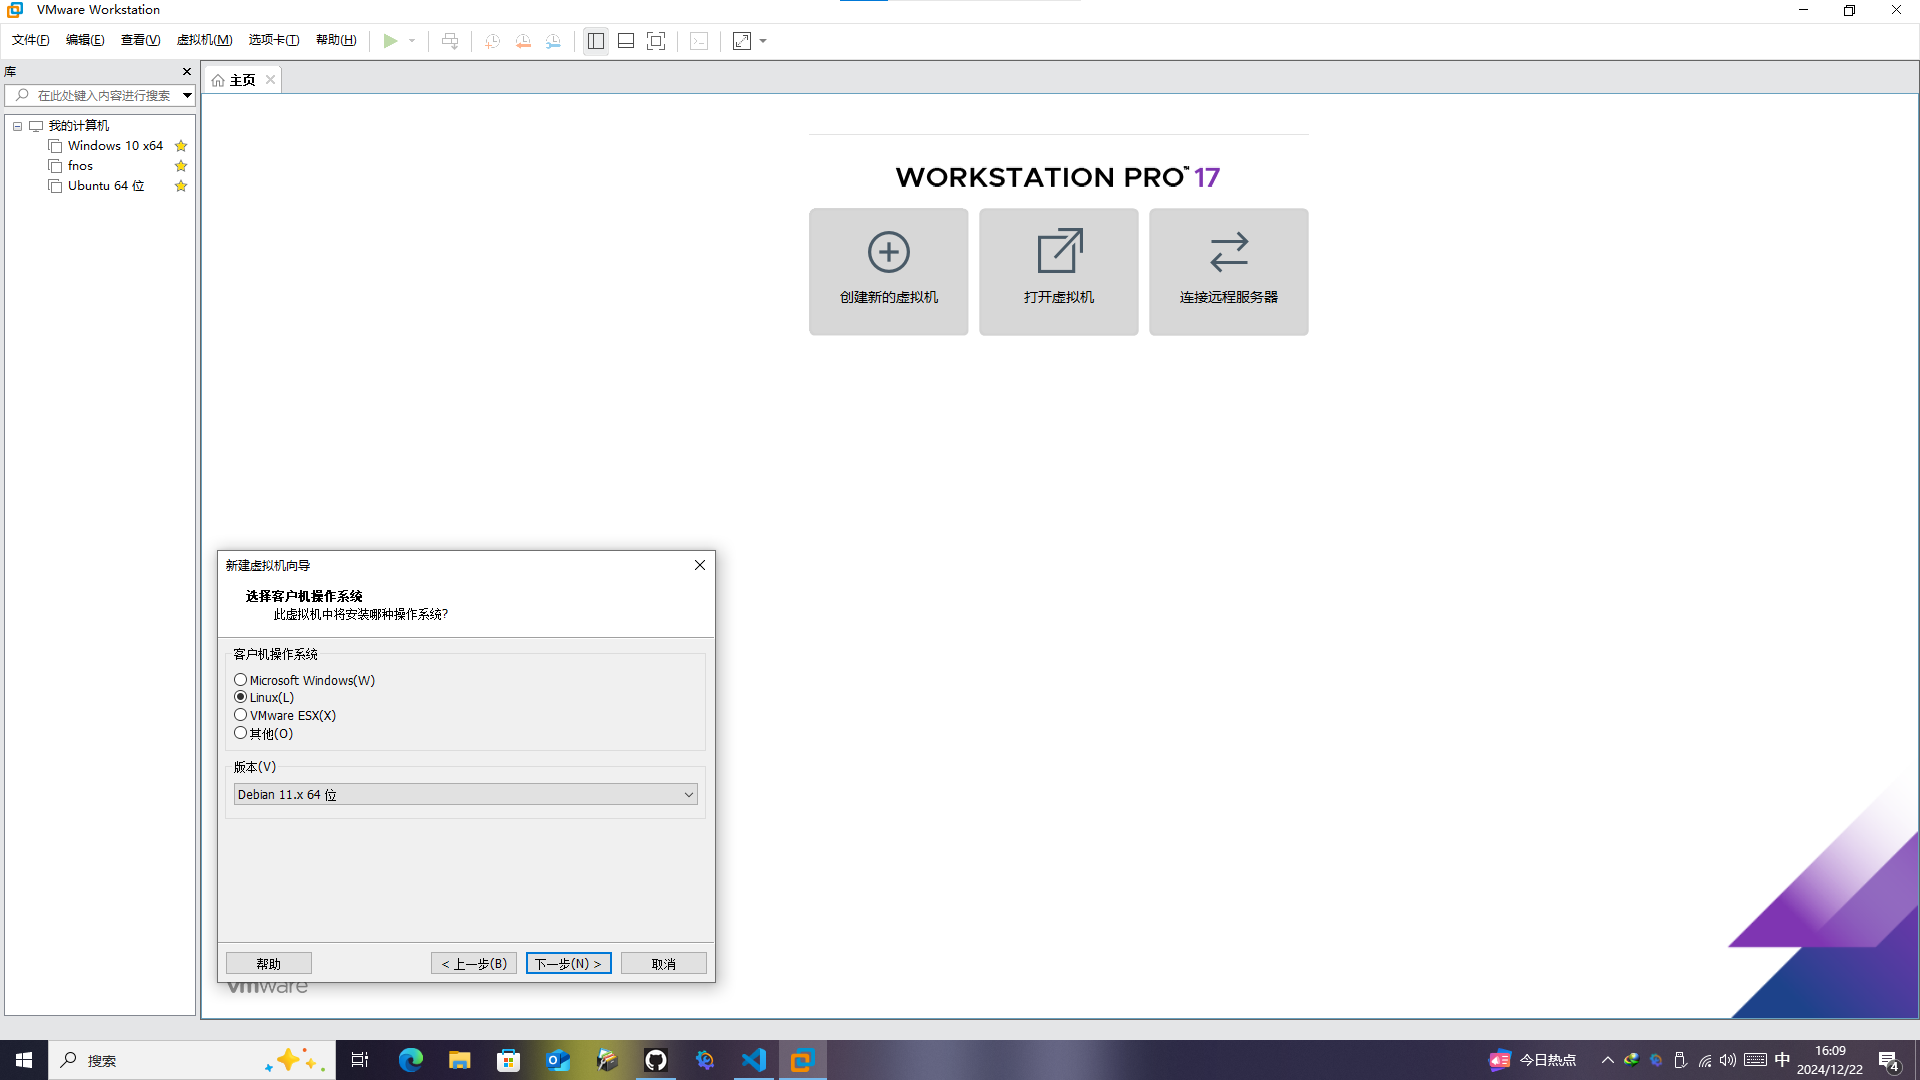 VMware Workstation
文件(F) 编辑(E) 查看(V) 虚拟机(M) 选项卡(T) 帮助(H)
库
在此处键入内容进行搜索
我的计算机
Windows 10 x64
fnos
Ubuntu 64 位
主页
WORKSTATION PRO™ 17
创建新的虚拟机
打开虚拟机
连接远程服务器
新建虚拟机向导
选择客户机操作系统
此虚拟机中将安装哪种操作系统?
客户机操作系统
Microsoft Windows(W)
Linux(L)
VMware ESX(X)
其他(O)
版本(V)
Debian 11.x 64 位
帮助
< 上一步(B)
下一步(N) >
取消
vmware
搜索
今日热点
中
16:09
2024/12/22
4